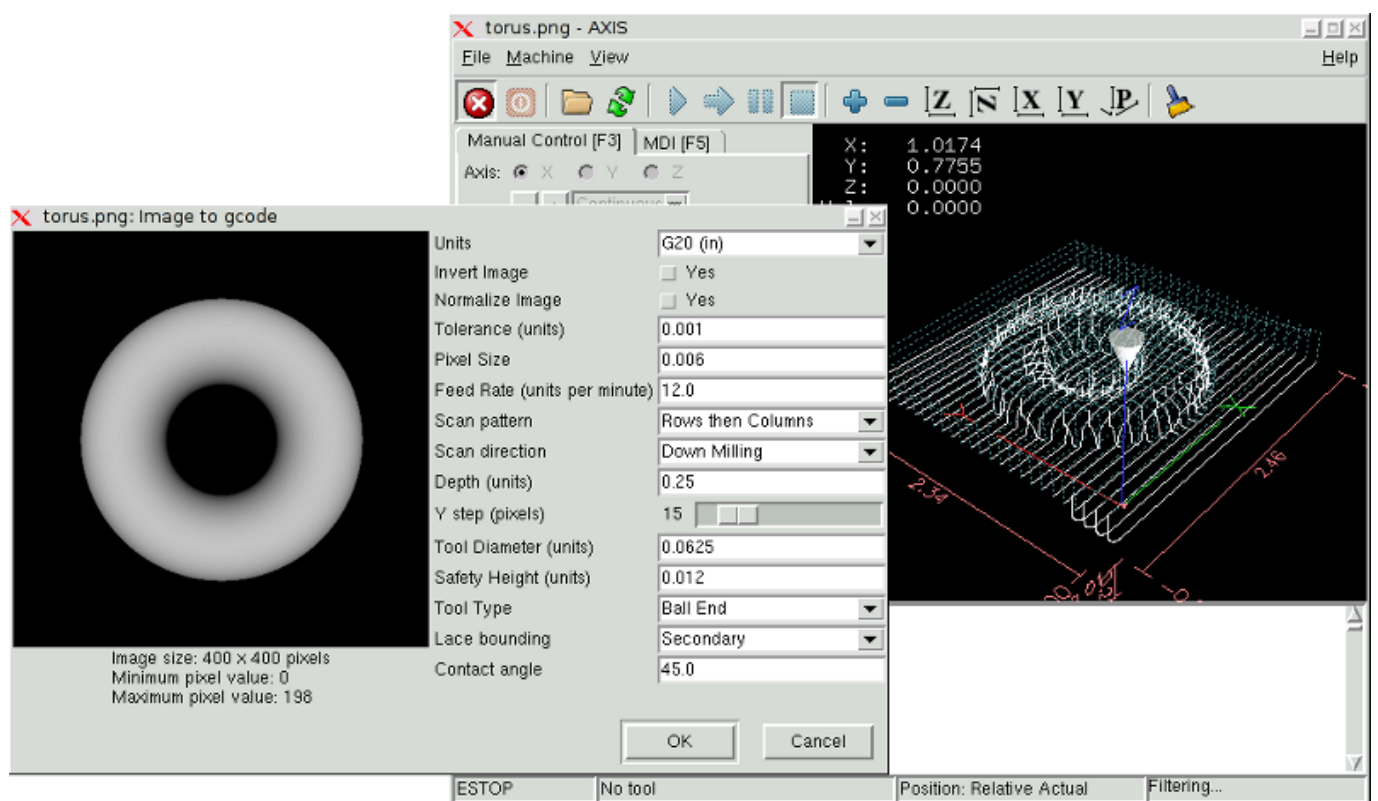 torus.png - AXIS
File Machine View Help
Z N X Y P
Manual Control [F3] MDI [F5]
Axis: X Y Z
Continuous
X: 1.0174
Y: 0.7755
Z: 0.0000
0.0000
torus.png: Image to gcode
Units G20 (in)
Invert Image Yes
Normalize Image Yes
Tolerance (units) 0.001
Pixel Size 0.006
Feed Rate (units per minute) 12.0
Scan pattern Rows then Columns
Scan direction Down Milling
Depth (units) 0.25
Y step (pixels) 15
Tool Diameter (units) 0.0625
Safety Height (units) 0.012
Tool Type Ball End
Lace bounding Secondary
Contact angle 45.0
Image size: 400 x 400 pixels
Minimum pixel value: 0
Maximum pixel value: 198
OK Cancel
2.34
2.46
ESTOP No tool Position: Relative Actual Filtering...